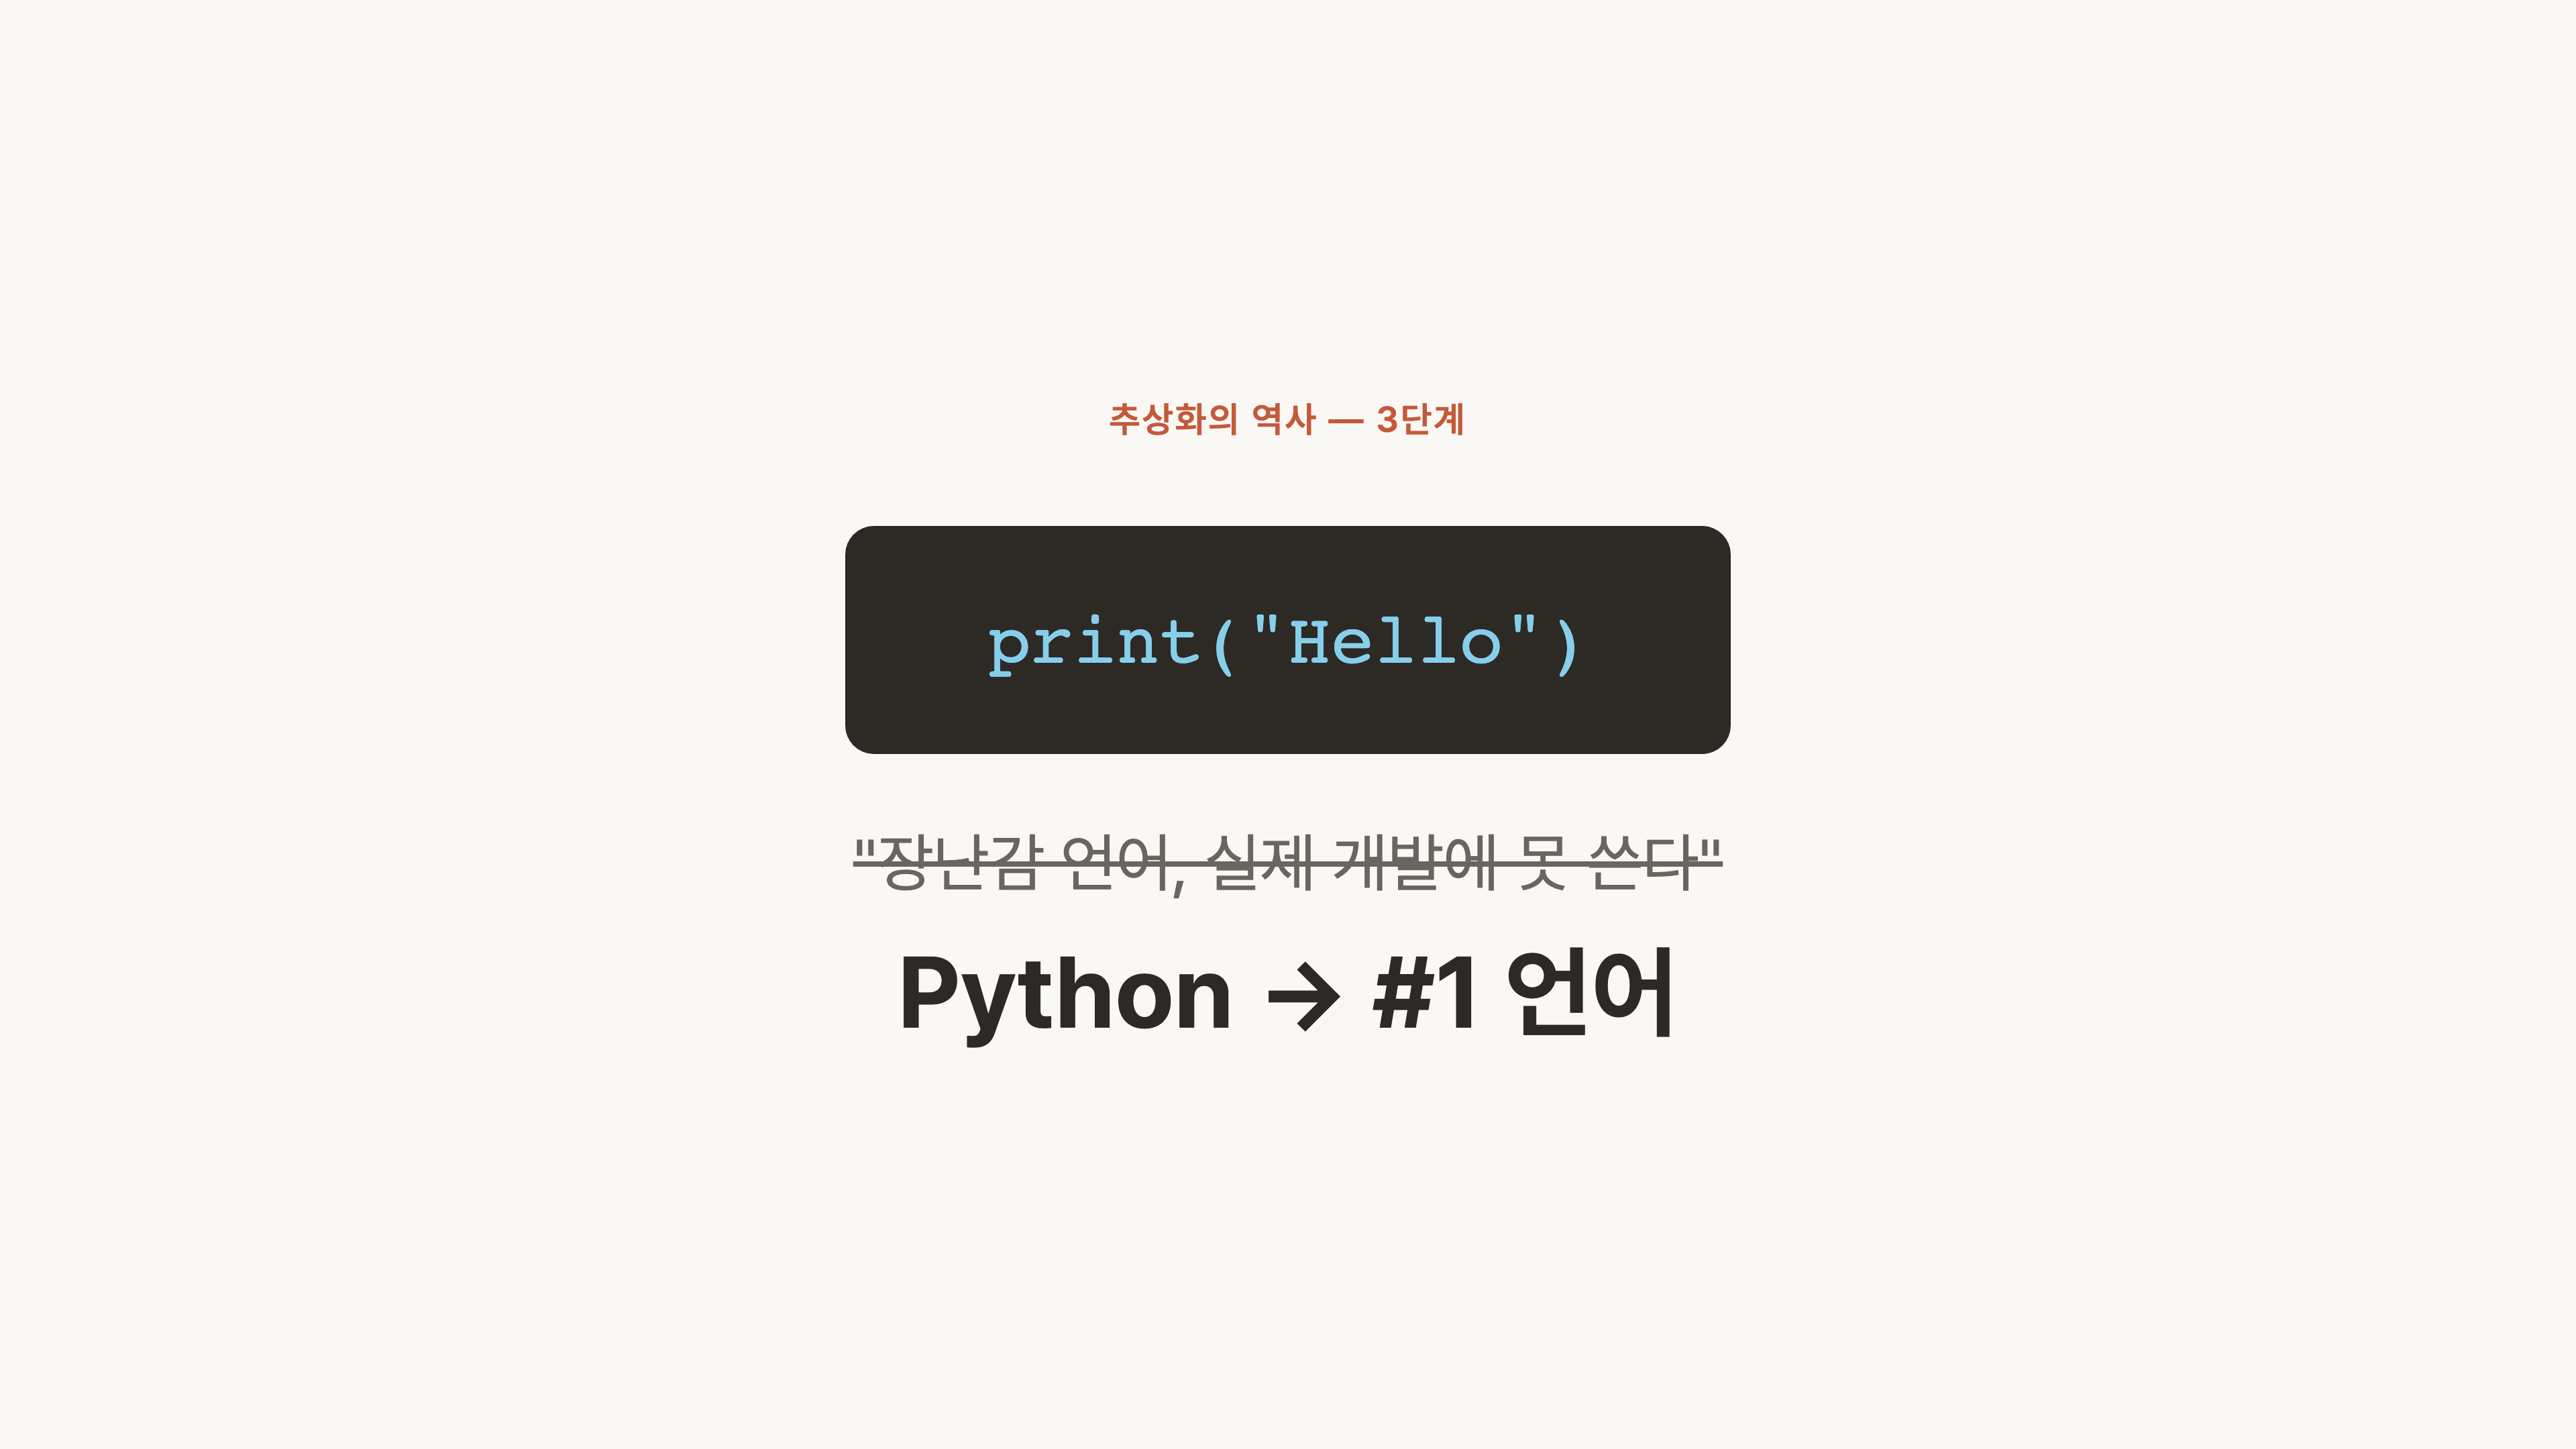 추상화의 역사 — 3단계
print("Hello")
"장난감 언어, 실제 개발에 못 쓴다"
Python → #1 언어